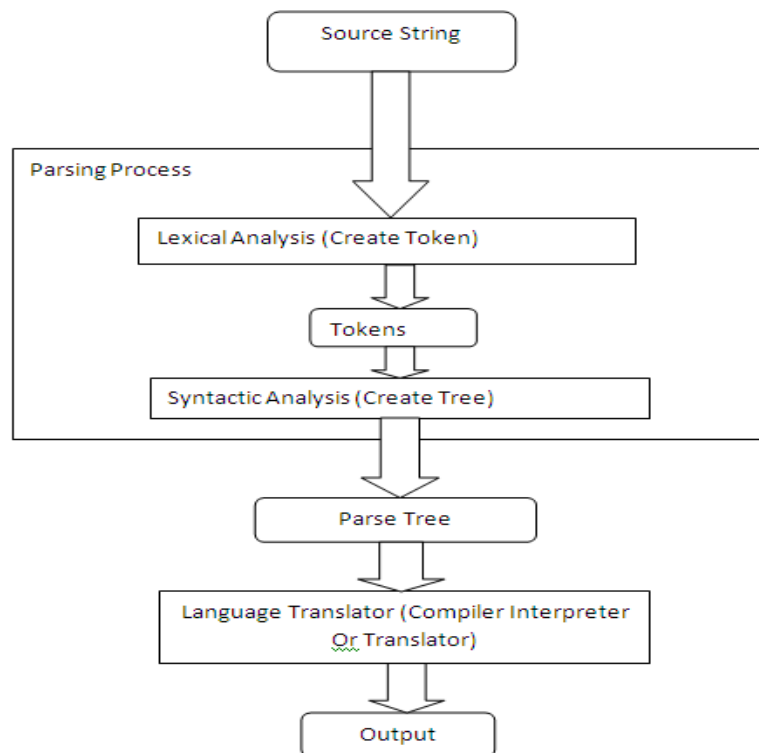 Source String
Parsing Process
Lexical Analysis (Create Token)
Tokens
Syntactic Analysis (Create Tree)
Parse Tree
Language Translator (Compiler Interpreter
Or Translator)
Output